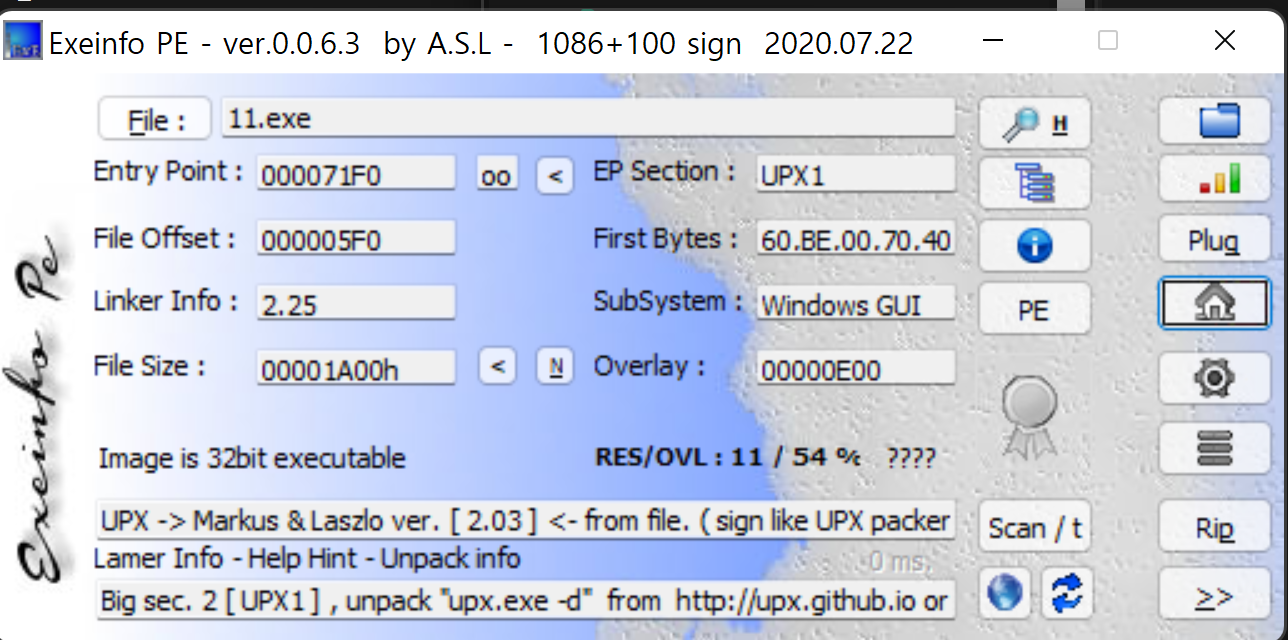 Exeinfo PE - ver.0.0.6.3 by A.S.L - 1086+100 sign 2020.07.22
File : 11.exe H
Entry Point : 000071F0 oo < EP Section : UPX1
File Offset : 000005F0 First Bytes : 60.BE.00.70.40 Plug
Linker Info : 2.25 SubSystem : Windows GUI PE
File Size : 00001A00h < N Overlay : 00000E00
Image is 32bit executable RES/OVL : 11 / 54 % ????
UPX -> Markus & Laszlo ver. [ 2.03 ] <- from file. ( sign like UPX packer Scan / t Rip
Lamer Info - Help Hint - Unpack info 0 ms.
Big sec. 2 [ UPX1 ] , unpack "upx.exe -d" from http://upx.github.io or >>
Exeinfo Pe